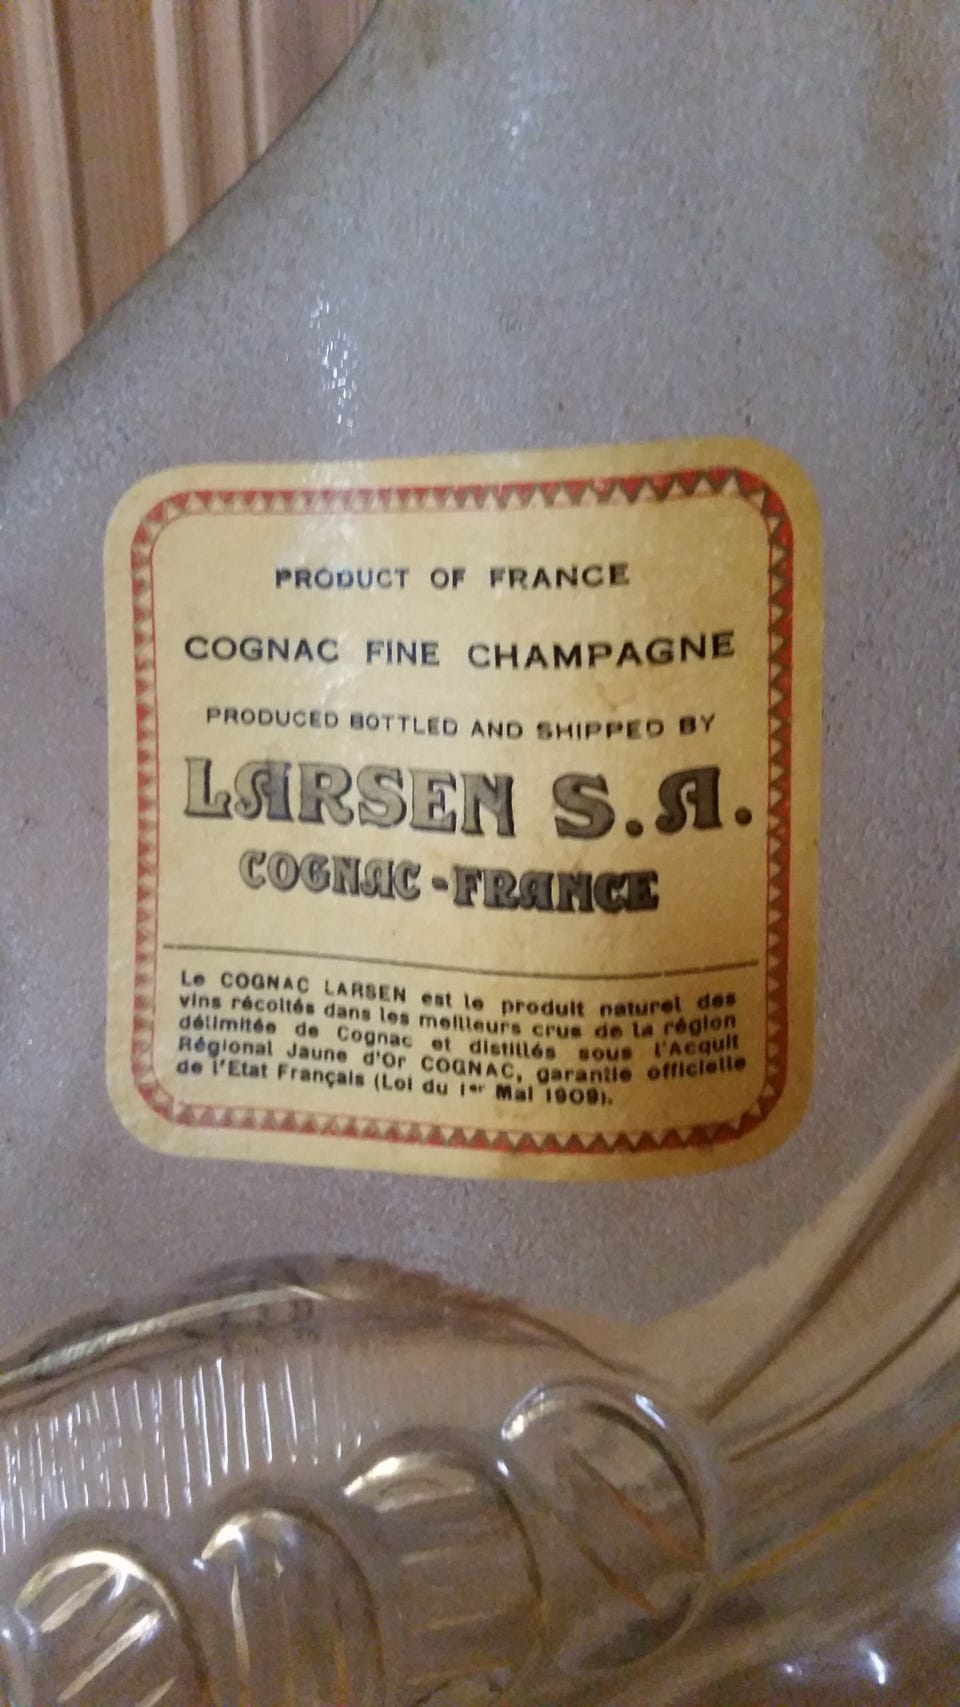 PRODUCT OF FRANCE
COGNAC FINE CHAMPAGNE
PRODUCED BOTTLED AND SHIPPED BY
LARSEN S.A.
COGNAC - FRANCE
Le COGNAC LARSEN est le produit naturel des
vins récoltés dans les meilleurs crus de la région
délimitée de Cognac et distillés sous l'Acquit
Régional Jaune d'Or COGNAC, garantie officielle
de l'Etat Français (Loi du 1er Mai 1909).